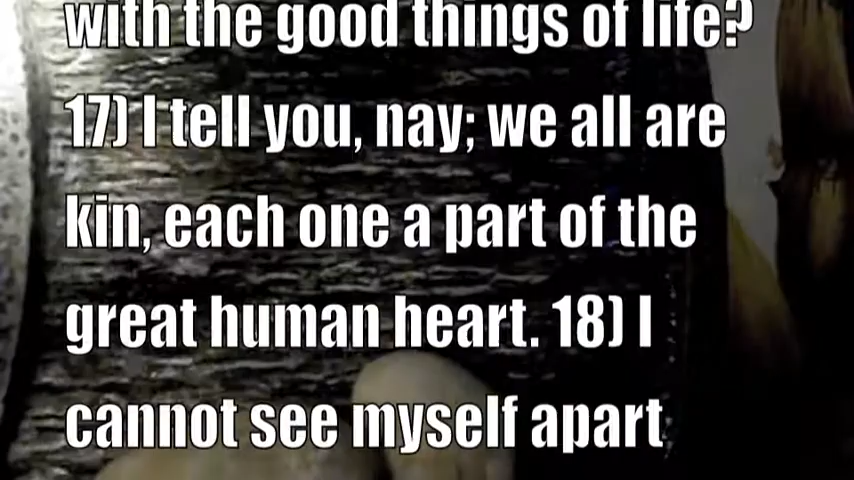 with the good things of life?
17) I tell you, nay; we all are
kin, each one a part of the
great human heart. 18) I
cannot see myself apart